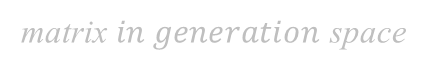 matrix in generation space